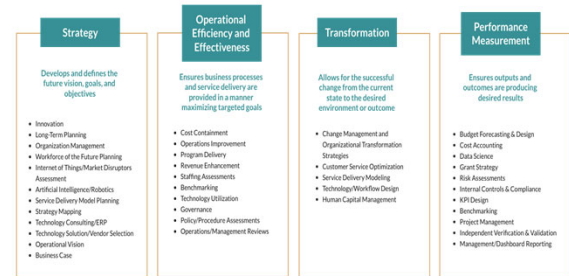 Strategy
Develops and defines the
future vision, goals, and
objectives
Innovation
Long-Term Planning
Organization Management
Workforce of the Future Planning
Internet of Things/Market Disruptors
Assessment
Artificial Intelligence/Robotics
Service Delivery Model Planning
Strategy Mapping
Technology Consulting/ERP
Technology Solution/Vendor Selection
Operational Vision
Business Case
Operational
Efficiency and
Effectiveness
Ensures business processes
and service delivery are
provided in a manner
maximizing targeted goals
Cost Containment
Operations Improvement
Program Delivery
Revenue Enhancement
Staffing Assessments
Benchmarking
Technology Utilization
Governance
Policy/Procedure Assessments
Operations/Management Reviews
Transformation
Allows for the successful
change from the current
state to the desired
environment or outcome
Change Management and
Organizational Transformation
Strategies
Customer Service Optimization
Service Delivery Modeling
Technology/Workflow Design
Human Capital Management
Performance
Measurement
Ensures outputs and
outcomes are producing
desired results
Budget Forecasting & Design
Cost Accounting
Data Science
Grant Strategy
Risk Assessments
Internal Controls & Compliance
KPI Design
Benchmarking
Project Management
Independent Verification & Validation
Management/Dashboard Reporting